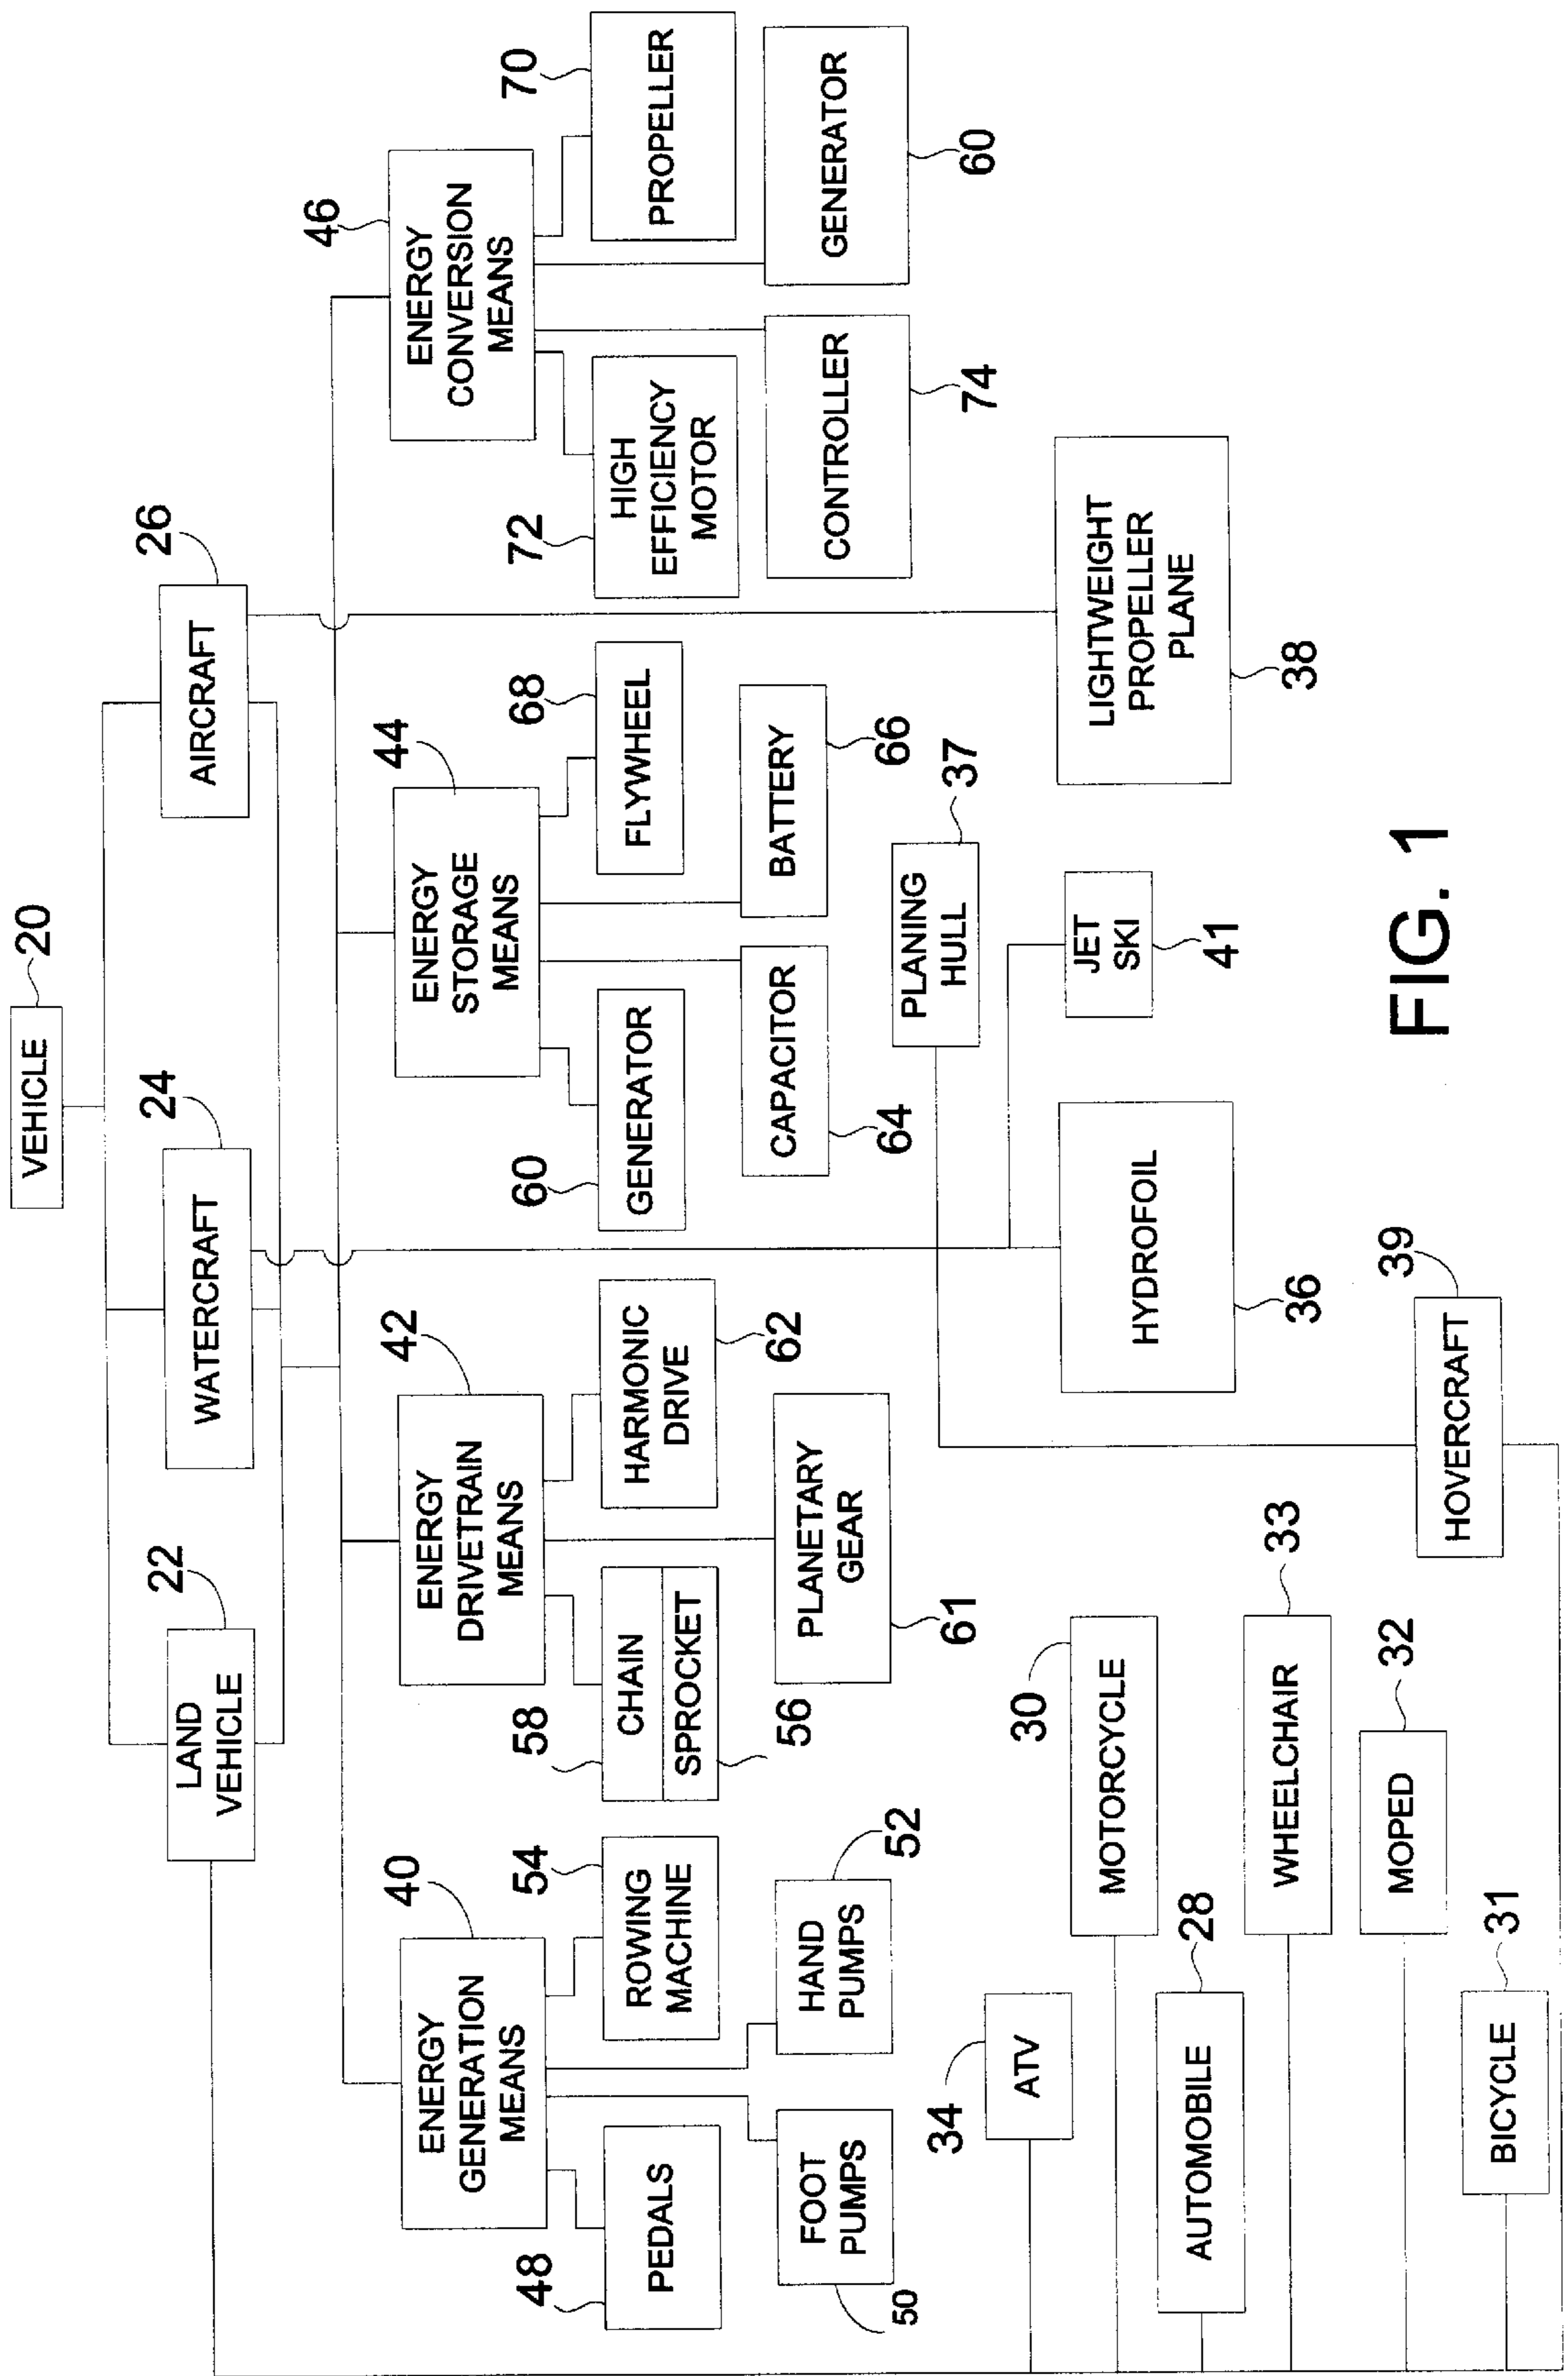 VEHICLE
20
LAND
VEHICLE
22
WATERCRAFT
24
AIRCRAFT
26
ENERGY
GENERATION
MEANS
40
ENERGY
DRIVETRAIN
MEANS
42
ENERGY
STORAGE
MEANS
44
ENERGY
CONVERSION
MEANS
46
48
PEDALS
ROWING
MACHINE
54
FOOT
PUMPS
50
HAND
PUMPS
52
58
CHAIN
SPROCKET
56
HARMONIC
DRIVE
62
PLANETARY
GEAR
61
60
GENERATOR
FLYWHEEL
68
CAPACITOR
64
BATTERY
66
72
HIGH
EFFICIENCY
MOTOR
PROPELLER
70
CONTROLLER
74
GENERATOR
60
34
ATV
30
MOTORCYCLE
AUTOMOBILE
28
WHEELCHAIR
33
MOPED
32
BICYCLE
31
HOVERCRAFT
39
PLANING
HULL
37
HYDROFOIL
36
JET
SKI
41
LIGHTWEIGHT
PROPELLER
PLANE
38
FIG. 1